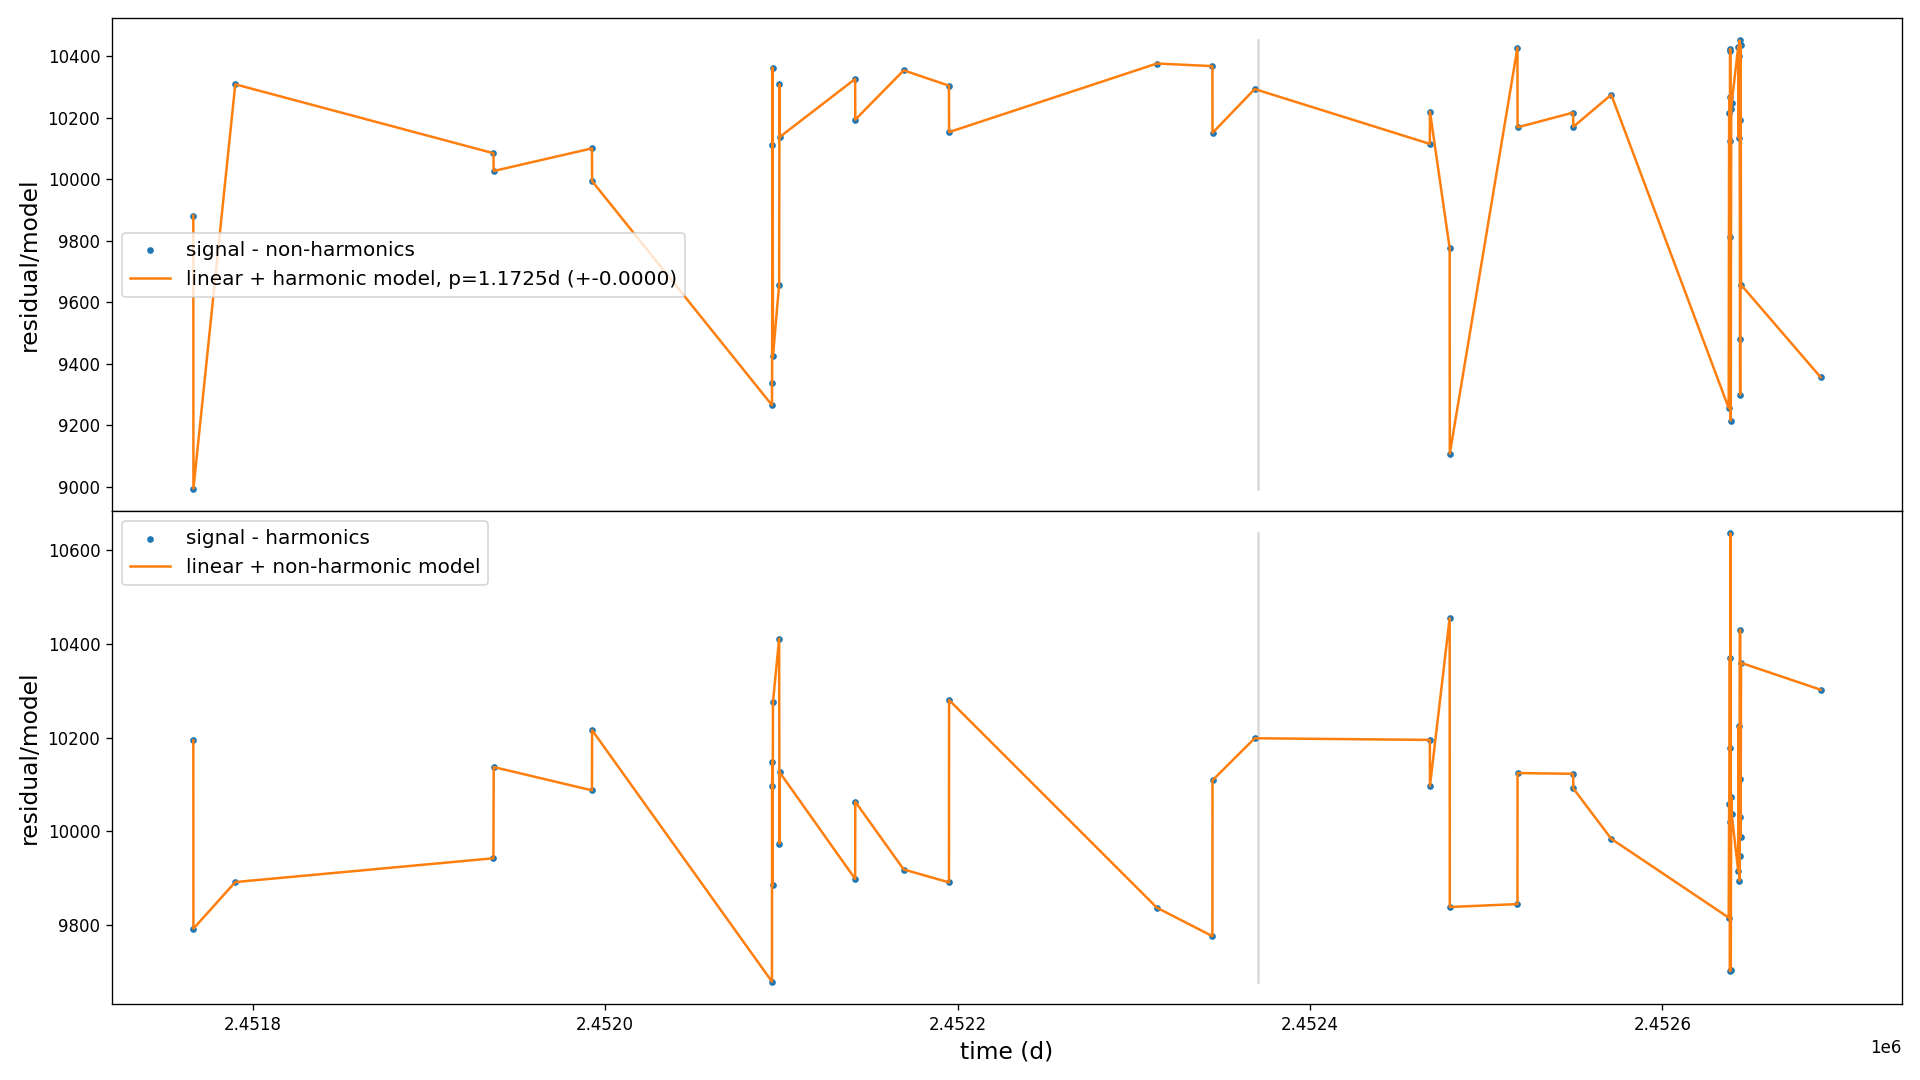 residual/model
10400
10200
10000
9800
9600
9400
9200
9000
signal - non-harmonics
linear + harmonic model, p=1.1725d (+-0.0000)
residual/model
10600
10400
10200
10000
9800
signal - harmonics
linear + non-harmonic model
2.4518
2.4520
2.4522
2.4524
2.4526
time (d)
1e6